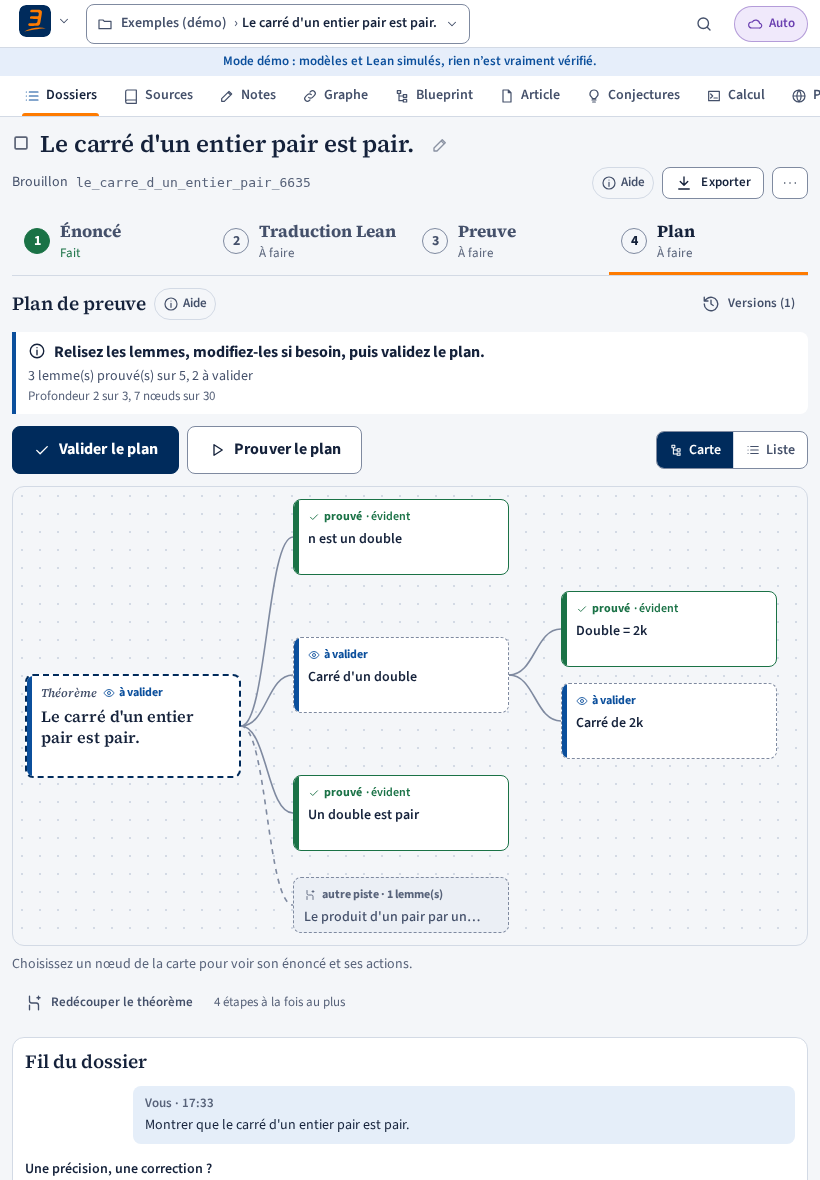 Exemples (démo) › Le carré d'un entier pair est pair.
Auto
Mode démo : modèles et Lean simulés, rien n’est vraiment vérifié.
Dossiers
Sources
Notes
Graphe
Blueprint
Article
Conjectures
Calcul
P
Le carré d'un entier pair est pair.
Brouillon le_carre_d_un_entier_pair_6635
Aide
Exporter
···
1 Énoncé
Fait
2 Traduction Lean
À faire
3 Preuve
À faire
4 Plan
À faire
Plan de preuve
Aide
Versions (1)
Relisez les lemmes, modifiez-les si besoin, puis validez le plan.
3 lemme(s) prouvé(s) sur 5, 2 à valider
Profondeur 2 sur 3, 7 nœuds sur 30
Valider le plan
Prouver le plan
Carte
Liste
prouvé · évident
n est un double
prouvé · évident
Double = 2k
à valider
Carré d'un double
Théorème à valider
Le carré d'un entier
pair est pair.
à valider
Carré de 2k
prouvé · évident
Un double est pair
autre piste · 1 lemme(s)
Le produit d'un pair par un…
Choisissez un nœud de la carte pour voir son énoncé et ses actions.
Redécouper le théorème
4 étapes à la fois au plus
Fil du dossier
Vous · 17:33
Montrer que le carré d'un entier pair est pair.
Une précision, une correction ?